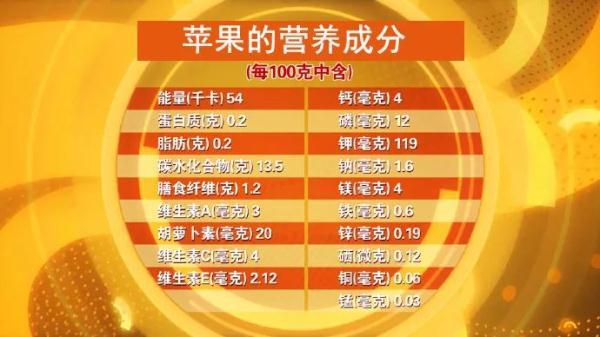 苹果的营养成分
(每100克中含)
能量(千卡) 54
蛋白质(克) 0.2
脂肪(克) 0.2
碳水化合物(克) 13.5
膳食纤维(克) 1.2
维生素A(毫克) 3
胡萝卜素(毫克) 20
维生素C(毫克) 4
维生素E(毫克) 2.12
钙(毫克) 4
磷(毫克) 12
钾(毫克) 119
钠(毫克) 1.6
镁(毫克) 4
铁(毫克) 0.6
锌(毫克) 0.19
硒(微克) 0.12
铜(毫克) 0.06
锰(毫克) 0.03